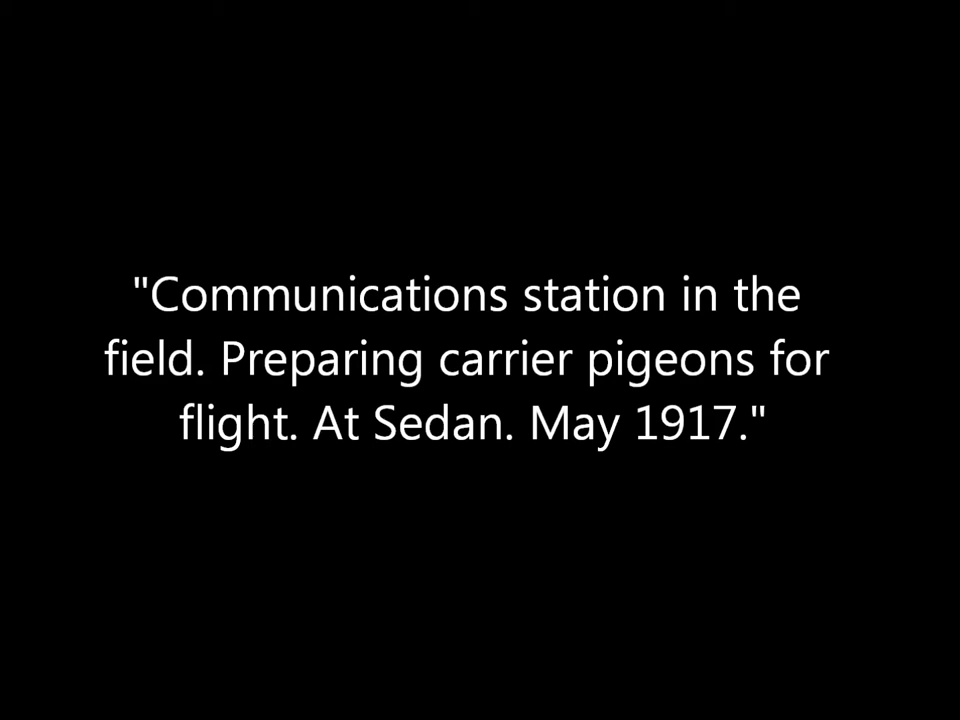 "Communications station in the
field. Preparing carrier pigeons for
flight. At Sedan. May 1917."